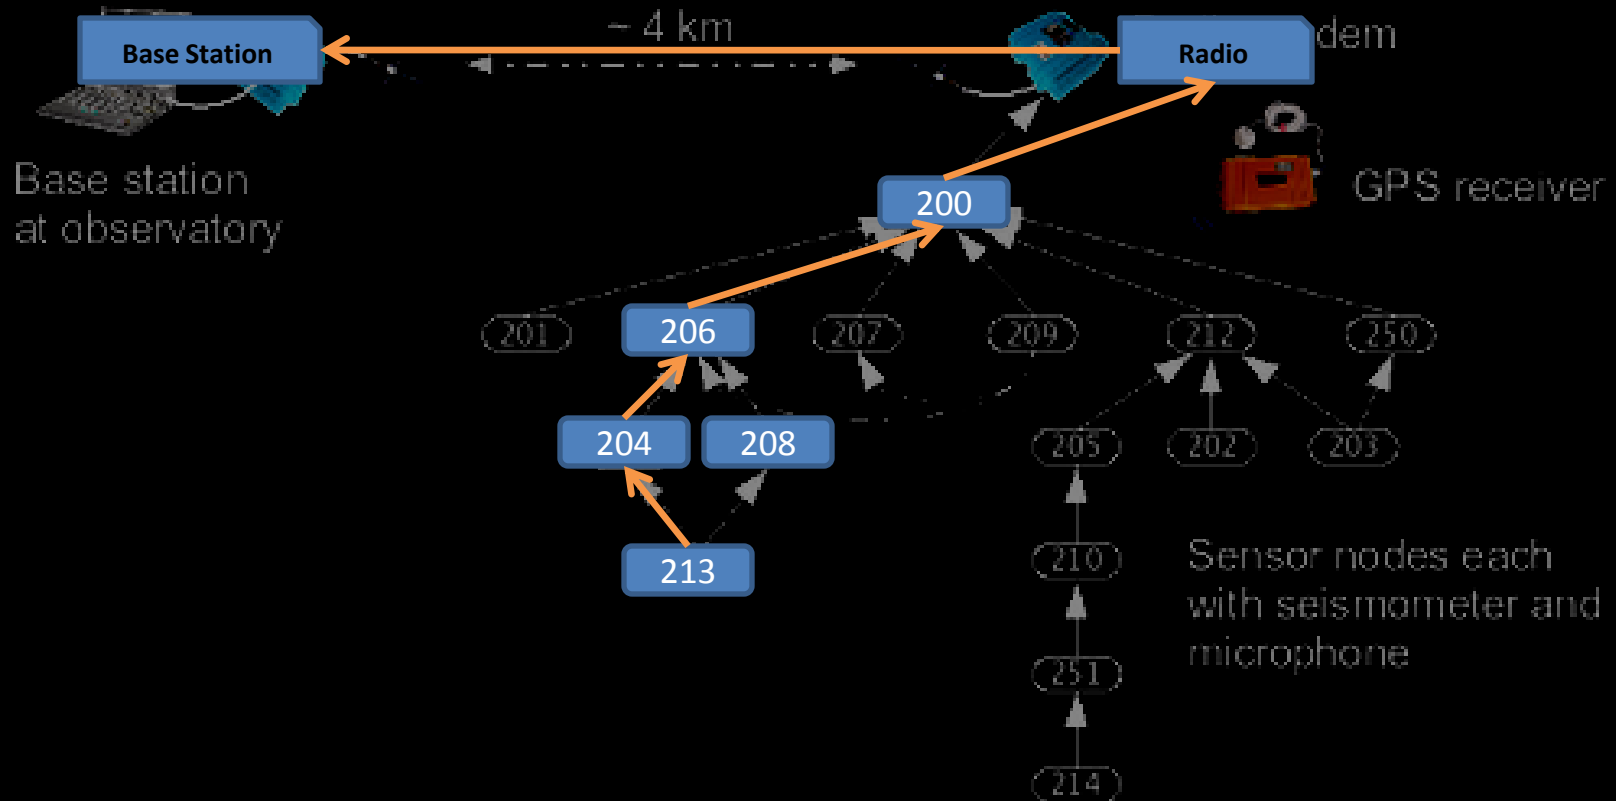 Base Station
~ 4 km
Radio
dem
Base station
at observatory
GPS receiver
200
201
206
207
209
212
250
204
208
205
202
203
213
210
Sensor nodes each
with seismometer and
microphone
251
214